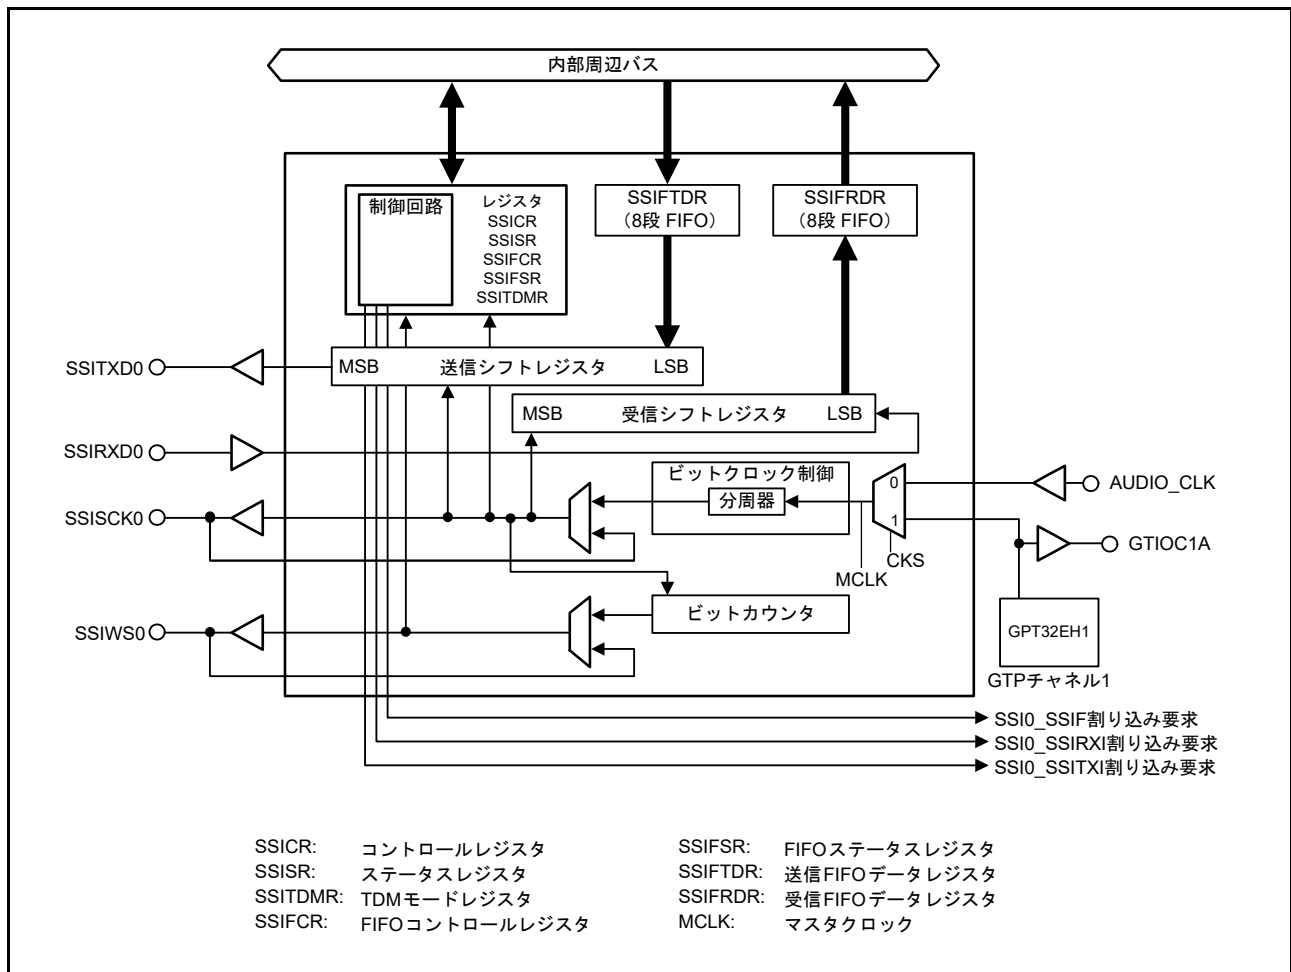 内部周辺バス
制御回路
レジスタ
SSICR
SSISR
SSIFCR
SSIFSR
SSITDMR
SSIFTDR
（8段 FIFO）
SSIFRDR
（8段 FIFO）
SSITXD0
MSB 送信シフトレジスタ LSB
MSB 受信シフトレジスタ LSB
SSIRXD0
ビットクロック制御
分周器
0
1
AUDIO_CLK
SSISCK0
GTIOC1A
CKS
MCLK
ビットカウンタ
SSIWS0
GPT32EH1
GTPチャネル1
SSI0_SSIF割り込み要求
SSI0_SSIRXI割り込み要求
SSI0_SSITXI割り込み要求
SSICR: コントロールレジスタ
SSISR: ステータスレジスタ
SSITDMR: TDMモードレジスタ
SSIFCR: FIFOコントロールレジスタ
SSIFSR: FIFOステータスレジスタ
SSIFTDR: 送信FIFOデータレジスタ
SSIFRDR: 受信FIFOデータレジスタ
MCLK: マスタクロック